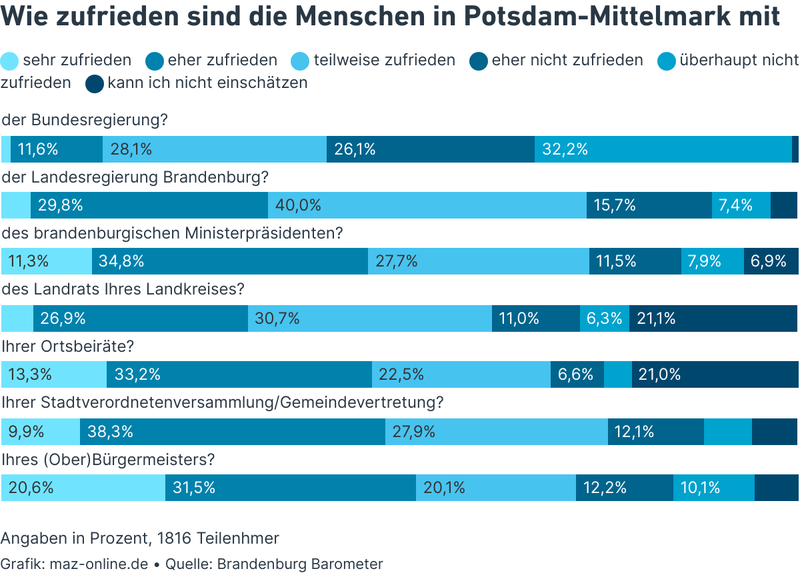 Wie zufrieden sind die Menschen in Potsdam-Mittelmark mit
sehr zufrieden eher zufrieden teilweise zufrieden eher nicht zufrieden überhaupt nicht
zufrieden kann ich nicht einschätzen
der Bundesregierung?
11,6% 28,1% 26,1% 32,2%
der Landesregierung Brandenburg?
29,8% 40,0% 15,7% 7,4%
des brandenburgischen Ministerpräsidenten?
11,3% 34,8% 27,7% 11,5% 7,9% 6,9%
des Landrats Ihres Landkreises?
26,9% 30,7% 11,0% 6,3% 21,1%
Ihrer Ortsbeiräte?
13,3% 33,2% 22,5% 6,6% 21,0%
Ihrer Stadtverordnetenversammlung/Gemeindevertretung?
9,9% 38,3% 27,9% 12,1%
Ihres (Ober)Bürgermeisters?
20,6% 31,5% 20,1% 12,2% 10,1%
Angaben in Prozent, 1816 Teilenhmer
Grafik: maz-online.de • Quelle: Brandenburg Barometer